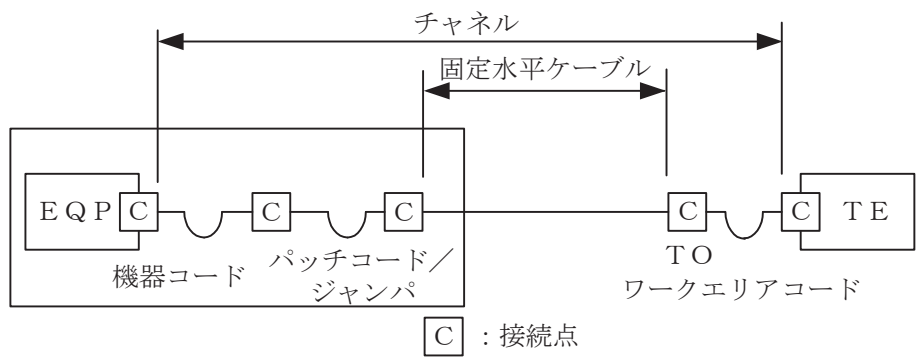 チャネル
固定水平ケーブル
EQP
C
C
C
C
C
TE
機器コード
パッチコード／
ジャンパ
TO
ワークエリアコード
C ：接続点